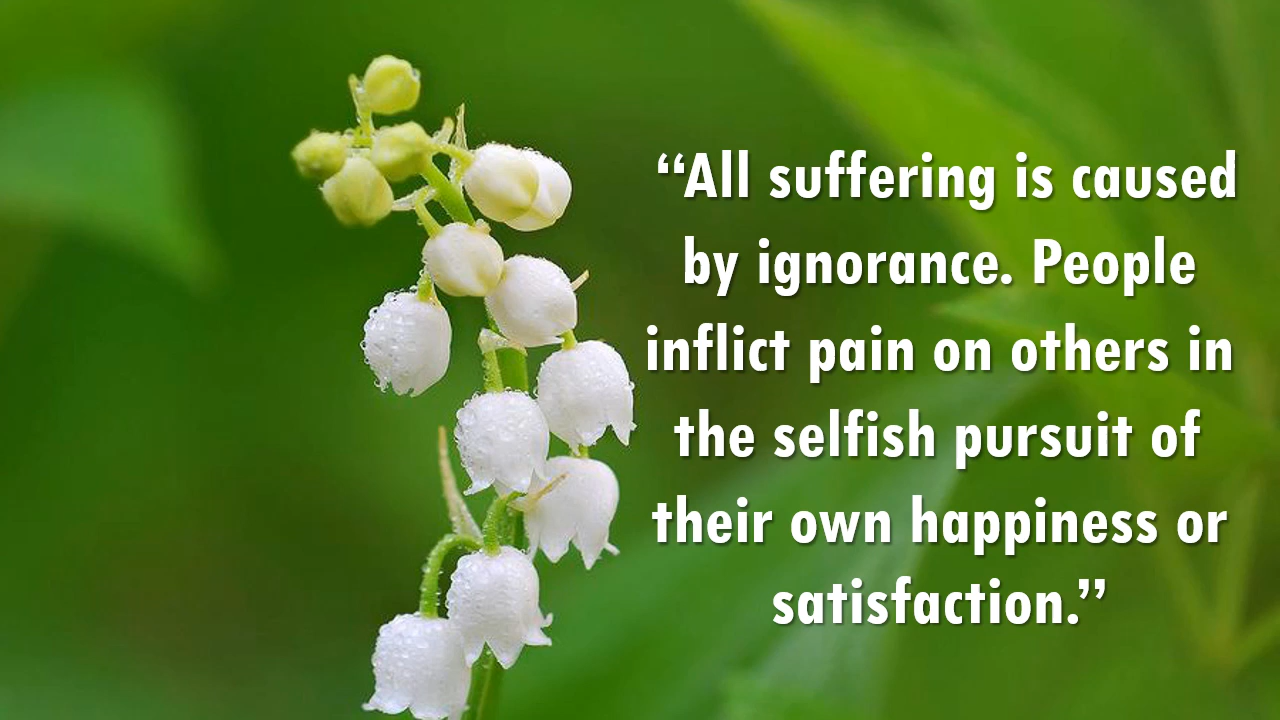 “All suffering is caused
by ignorance. People
inflict pain on others in
the selfish pursuit of
their own happiness or
satisfaction.”